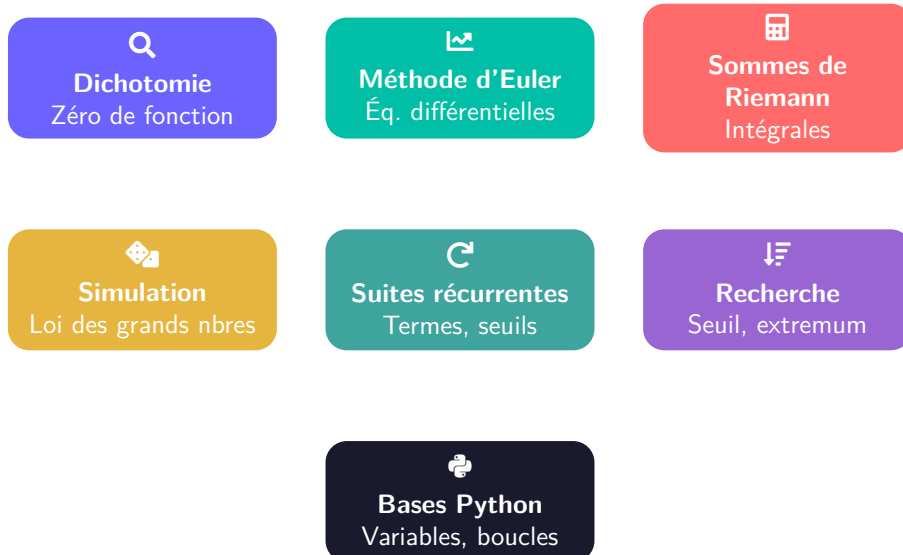 Dichotomie
Zéro de fonction
Méthode d'Euler
Éq. différentielles
Sommes de
Riemann
Intégrales
Simulation
Loi des grands nbres
Suites récurrentes
Termes, seuils
Recherche
Seuil, extremum
Bases Python
Variables, boucles